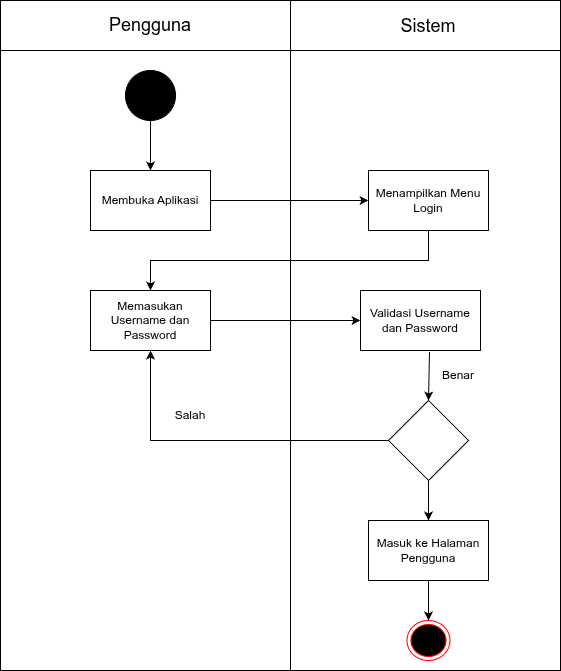 Pengguna
Sistem
Membuka Aplikasi
Menampilkan Menu
Login
Memasukan
Username dan
Password
Validasi Username
dan Password
Benar
Salah
Masuk ke Halaman
Pengguna